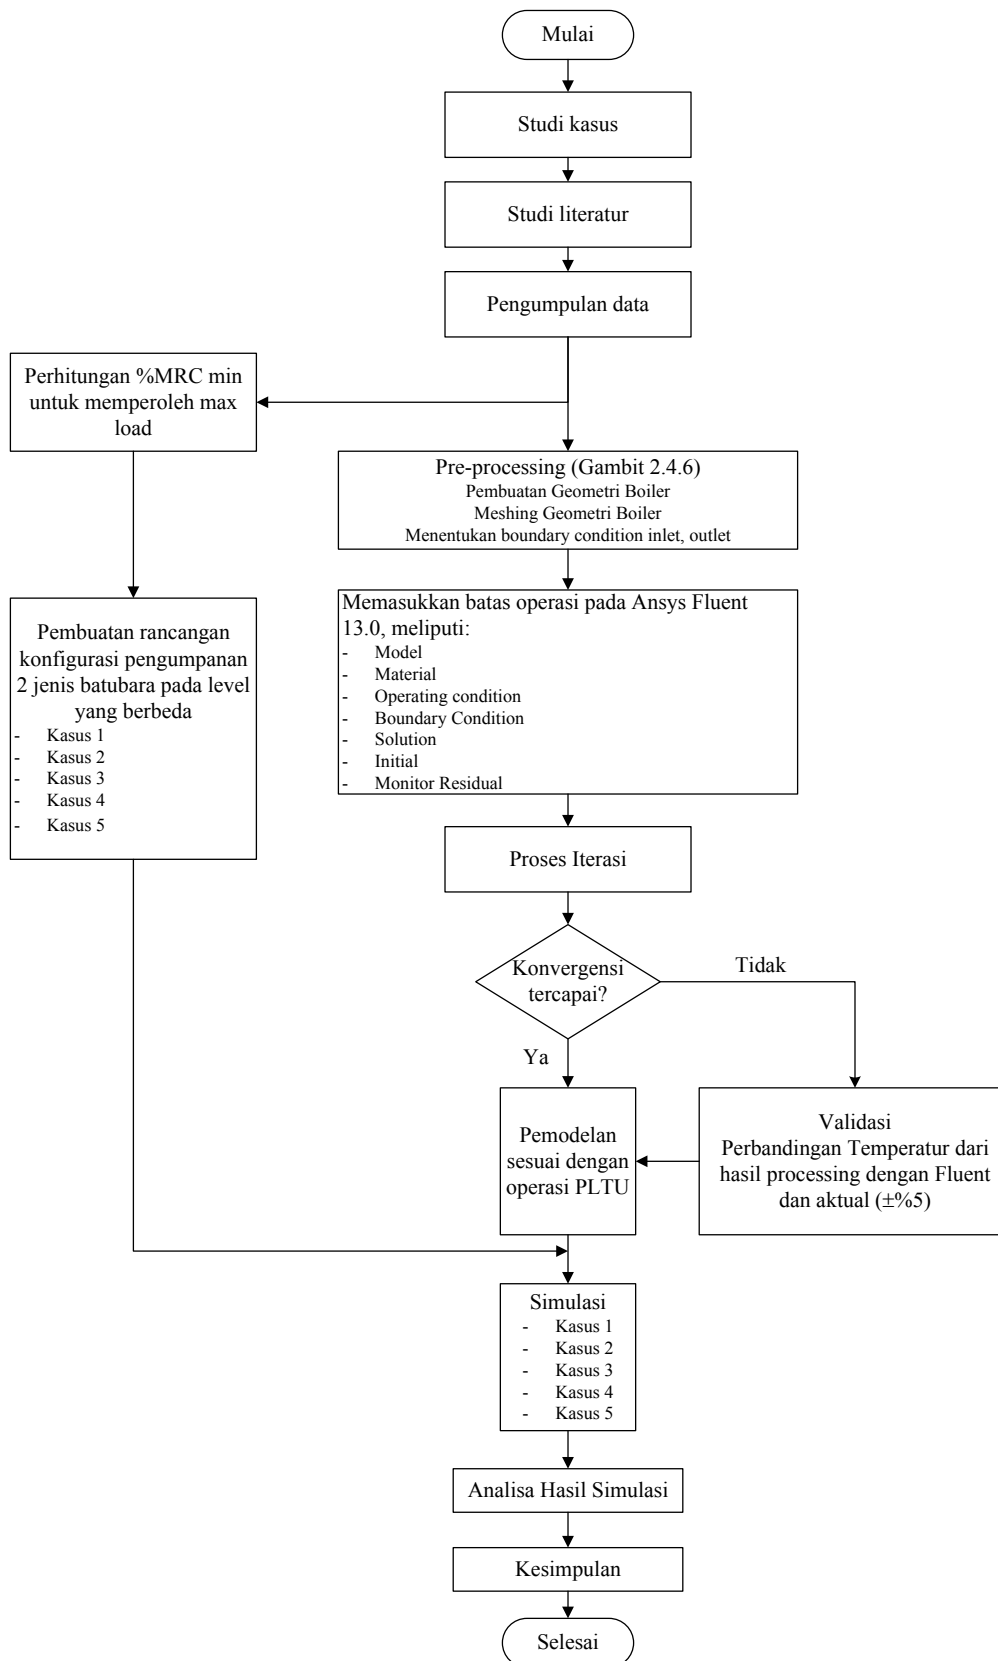 Mulai
Studi kasus
Studi literatur
Pengumpulan data
Perhitungan %MRC min
untuk memperoleh max
load
Pre-processing (Gambit 2.4.6)
Pembuatan Geometri Boiler
Meshing Geometri Boiler
Menentukan boundary condition inlet, outlet
Memasukkan batas operasi pada Ansys Fluent
13.0, meliputi:
- Model
- Material
- Operating condition
- Boundary Condition
- Solution
- Initial
- Monitor Residual
Pembuatan rancangan
konfigurasi pengumpanan
2 jenis batubara pada level
yang berbeda
- Kasus 1
- Kasus 2
- Kasus 3
- Kasus 4
- Kasus 5
Proses Iterasi
Konvergensi
tercapai?
Tidak
Ya
Pemodelan
sesuai dengan
operasi PLTU
Validasi
Perbandingan Temperatur dari
hasil processing dengan Fluent
dan aktual (±%5)
Simulasi
- Kasus 1
- Kasus 2
- Kasus 3
- Kasus 4
- Kasus 5
Analisa Hasil Simulasi
Kesimpulan
Selesai